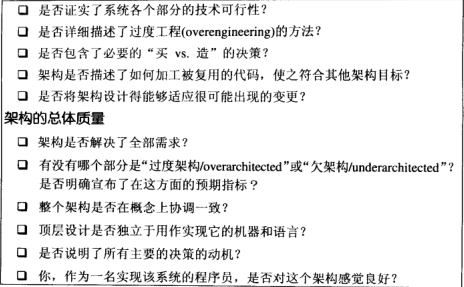 □ 是否证实了系统各个部分的技术可行性？
□ 是否详细描述了过度工程(overengineering)的方法？
□ 是否包含了必要的“买 vs. 造”的决策？
□ 架构是否描述了如何加工被复用的代码，使之符合其他架构目标？
□ 是否将架构设计得能够适应很可能出现的变更？
架构的总体质量
□ 架构是否解决了全部需求？
□ 有没有哪个部分是“过度架构/overarchitected”或“欠架构/underarchitected”？
是否明确宣布了在这方面的预期指标？
□ 整个架构是否在概念上协调一致？
□ 顶层设计是否独立于用作实现它的机器和语言？
□ 是否说明了所有主要的决策的动机？
□ 你，作为一名实现该系统的程序员，是否对这个架构感觉良好？